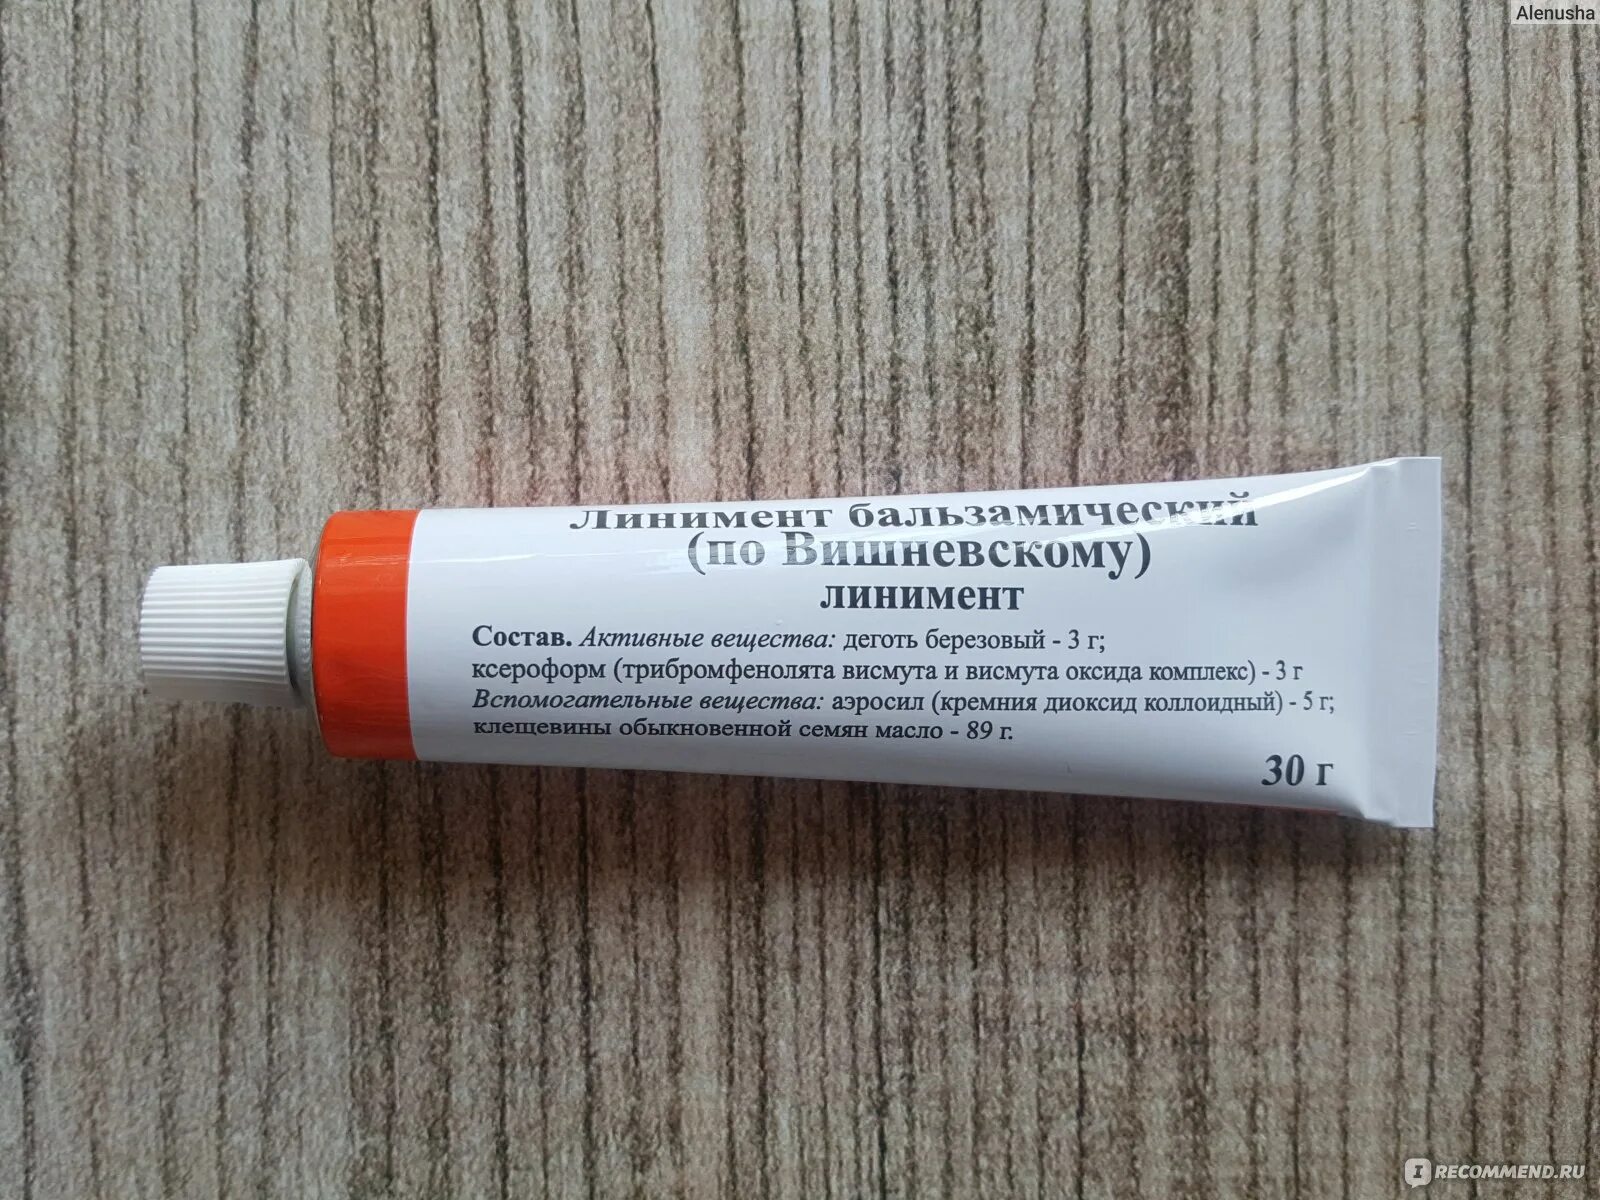 Alenusha
Линимент бальзамический
(по Вишневскому)
линимент
Состав. Активные вещества: деготь березовый - 3 г;
ксероформ (трибромфенолята висмута и висмута оксида комплекс) - 3 г
Вспомогательные вещества: аэросил (кремния диоксид коллоидный) - 5 г;
клещевины обыкновенной семян масло - 89 г.
30 г
IRECOMMEND.RU